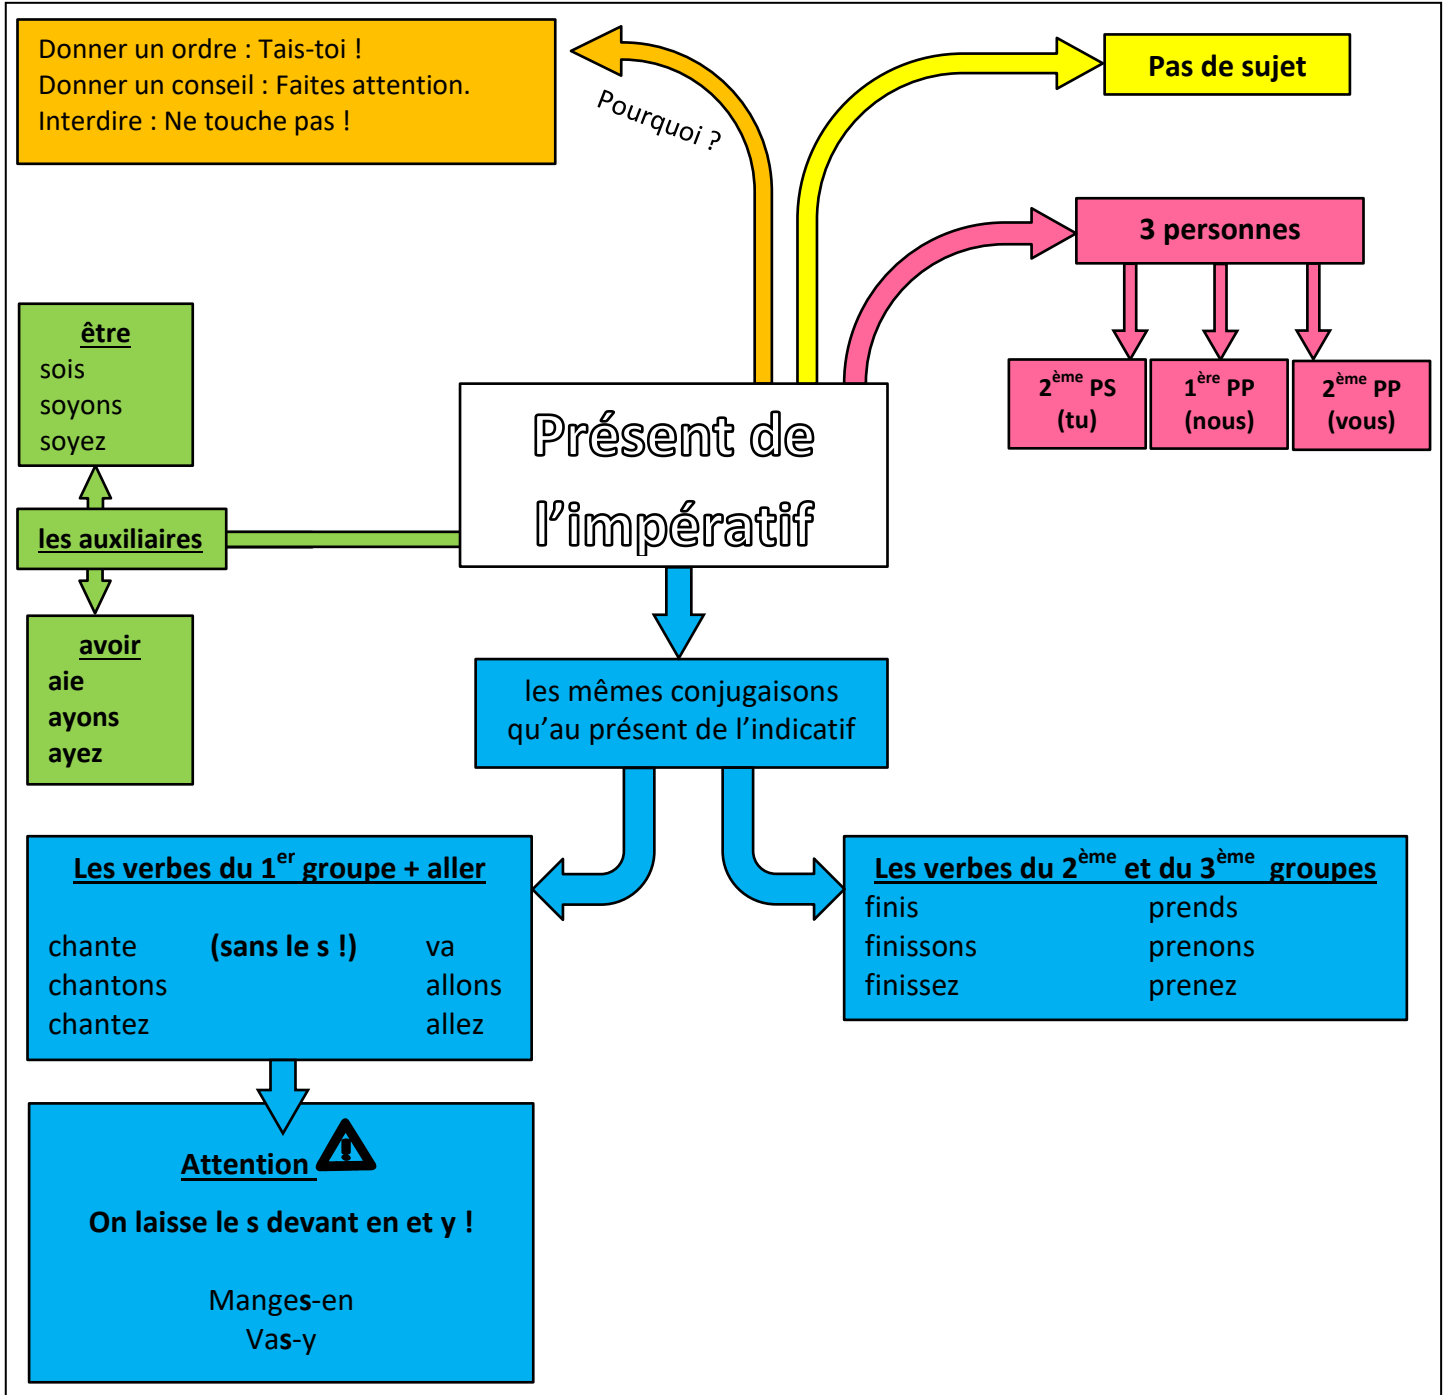 Donner un ordre : Tais-toi !
Donner un conseil : Faites attention.
Interdire : Ne touche pas !
Pourquoi ?
Pas de sujet
3 personnes
2ème PS
(tu)
1ère PP
(nous)
2ème PP
(vous)
être
sois
soyons
soyez
les auxiliaires
avoir
aie
ayons
ayez
Présent de
l’impératif
les mêmes conjugaisons
qu’au présent de l’indicatif
Les verbes du 1er groupe + aller
chante (sans le s !) va
chantons allons
chantez allez
Les verbes du 2ème et du 3ème groupes
finis prends
finissons prenons
finissez prenez
Attention
On laisse le s devant en et y !
Manges-en
Vas-y